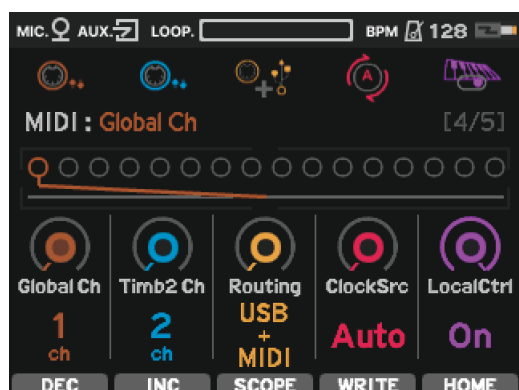 MIC. AUX. LOOP. BPM 128
A
MIDI : Global Ch [4/5]
Global Ch Timb2 Ch Routing ClockSrc LocalCtrl
1 ch 2 ch USB + MIDI Auto On
DEC INC SCOPE WRITE HOME